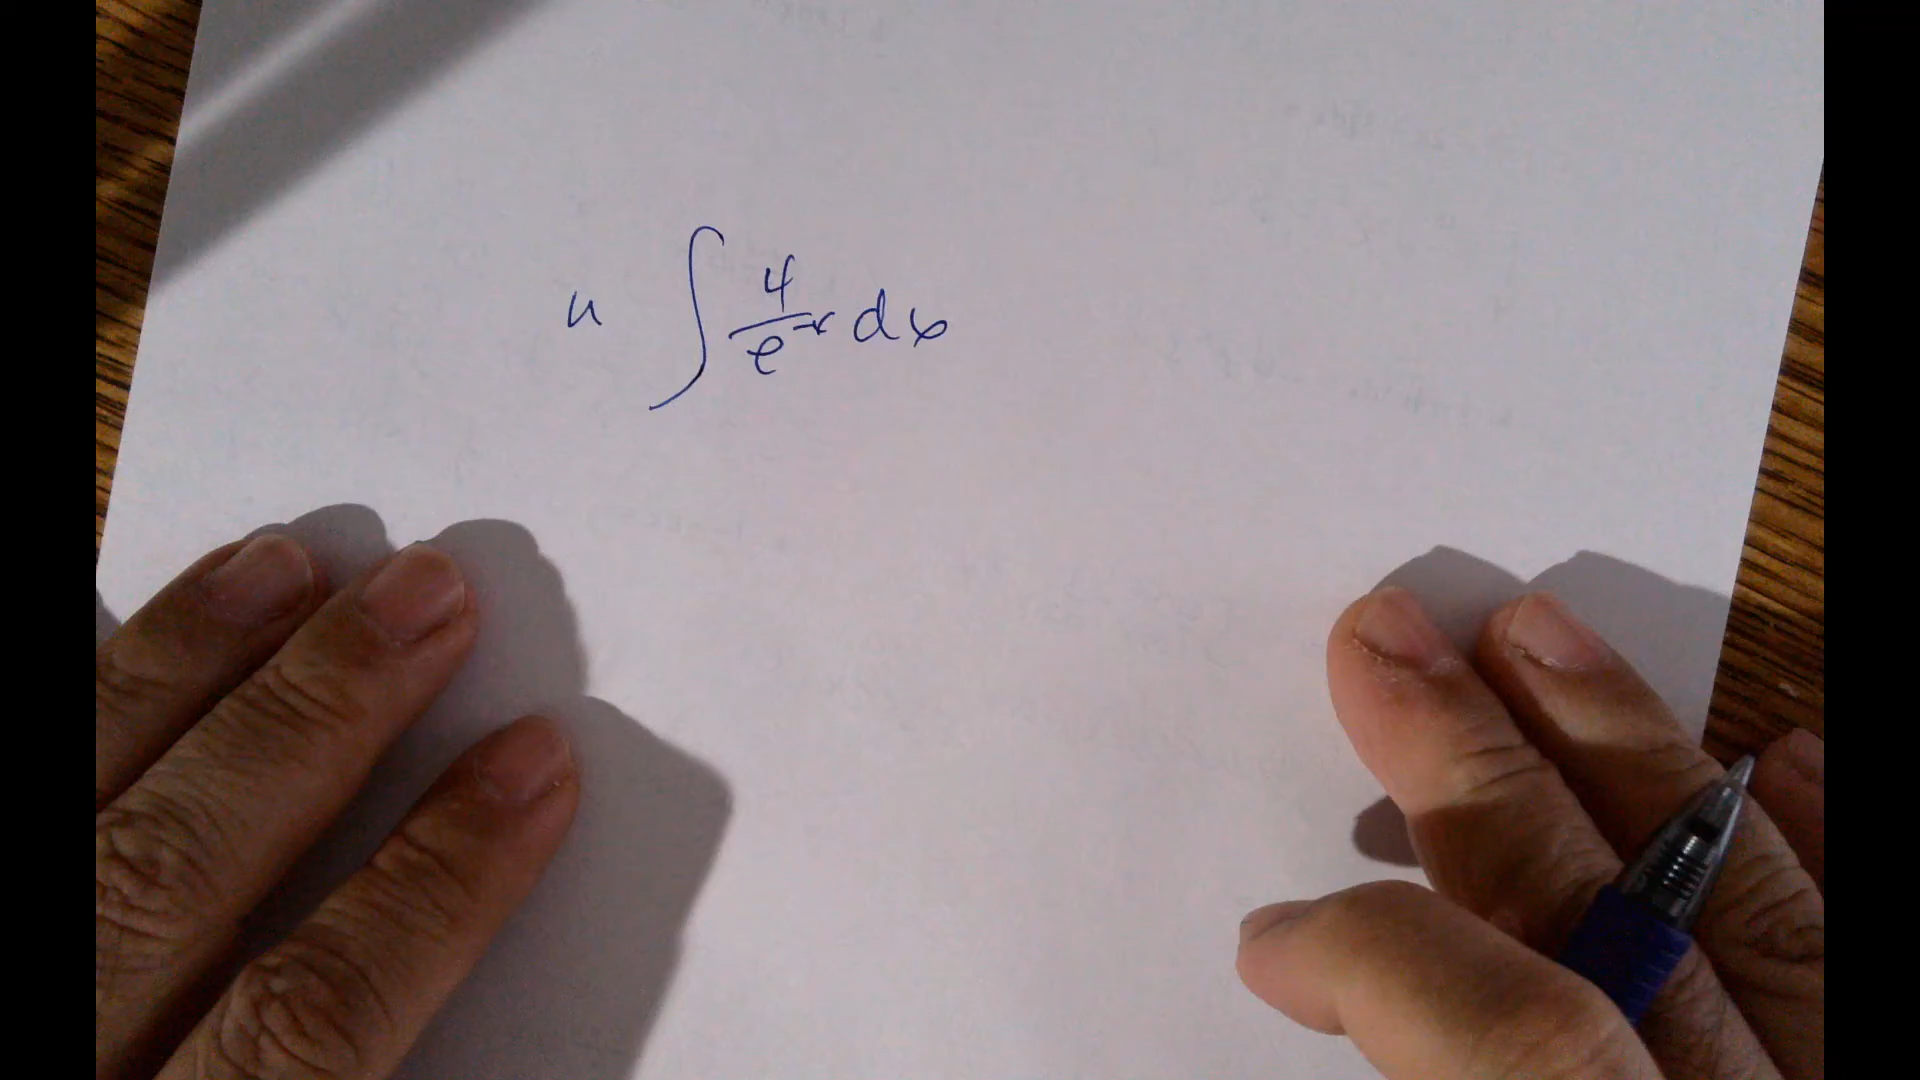 u ∫ 4/e^-x dx